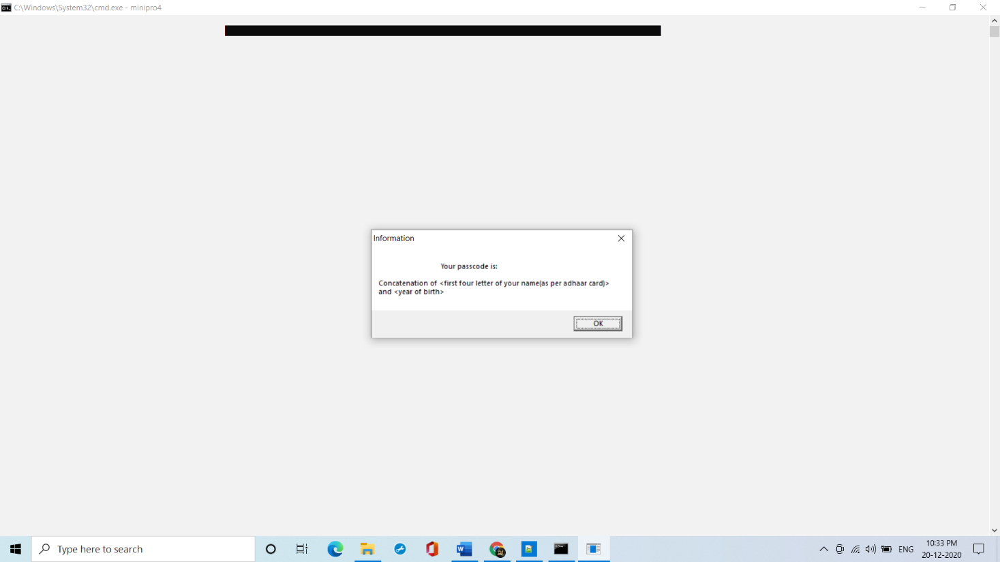 C:\Windows\System32\cmd.exe - minipro4
Information
Your passcode is:
Concatenation of <first four letter of your name(as per adhaar card)>
and <year of birth>
OK
Type here to search
ENG
10:33 PM
20-12-2020